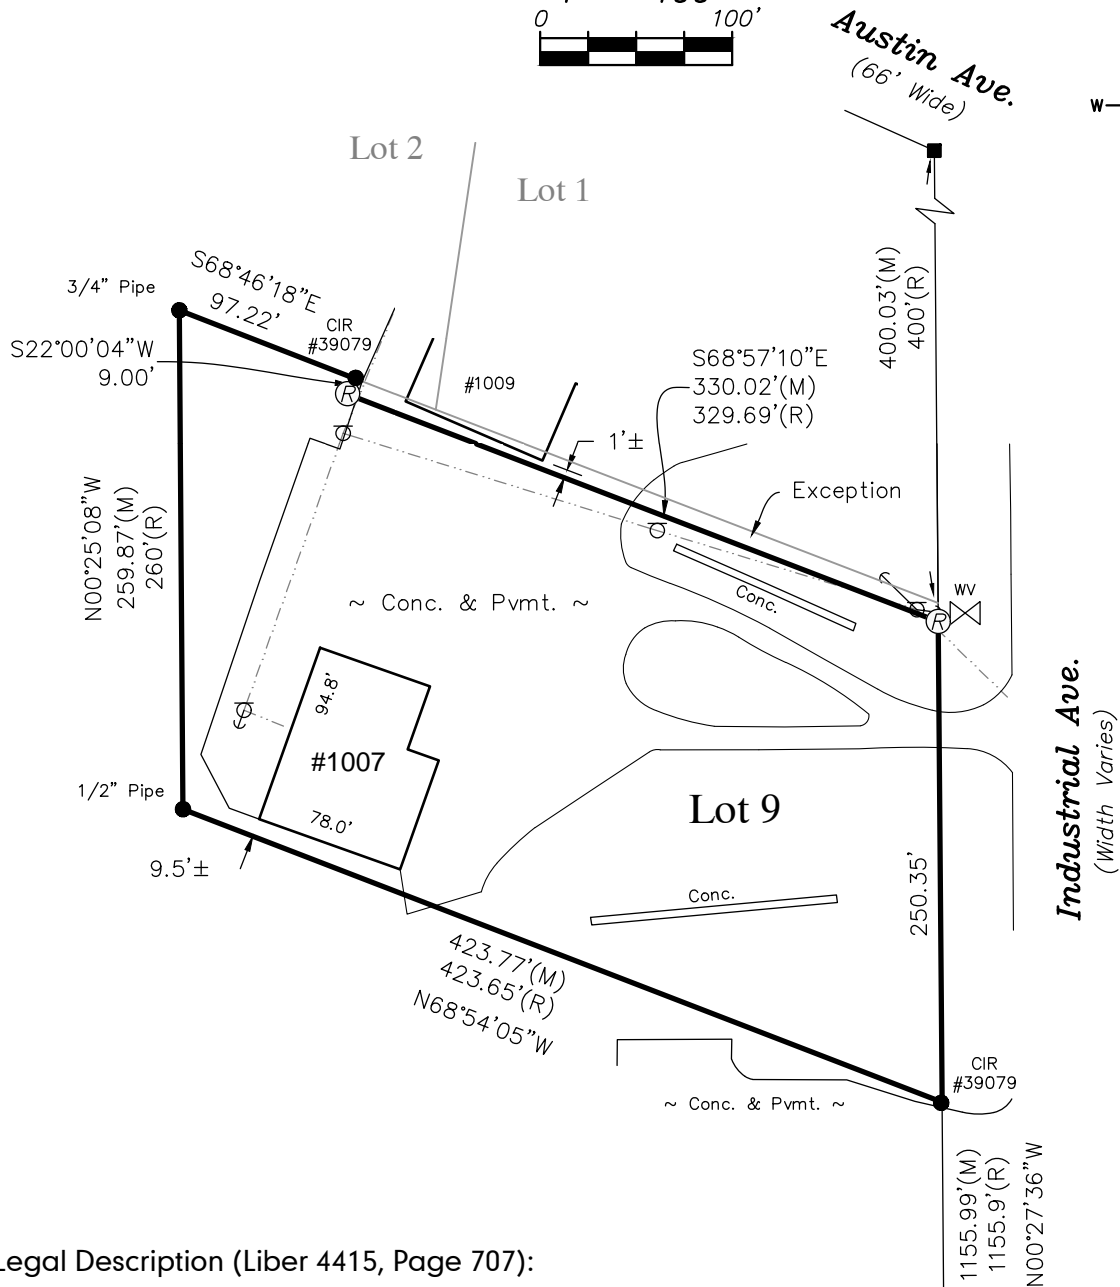 0
100'
Austin Ave.
(66' Wide)
W
Lot 2
Lot 1
S68°46'18"E
97.22'
3/4" Pipe
CIR
#39079
S22°00'04"W
9.00'
R
#1009
400.03'(M)
400'(R)
S68°57'10"E
330.02'(M)
329.69'(R)
1'±
Exception
N00°25'08"W
259.87'(M)
260'(R)
~ Conc. & Pvmt. ~
Conc.
WV
R
94.8'
#1007
78.0'
1/2" Pipe
9.5'±
Lot 9
Industrial Ave.
(Width Varies)
250.35'
Conc.
423.77'(M)
423.65'(R)
N68°54'05"W
CIR
#39079
~ Conc. & Pvmt. ~
1155.99'(M)
1155.9'(R)
N00°27'36"W
Legal Description (Liber 4415, Page 707):